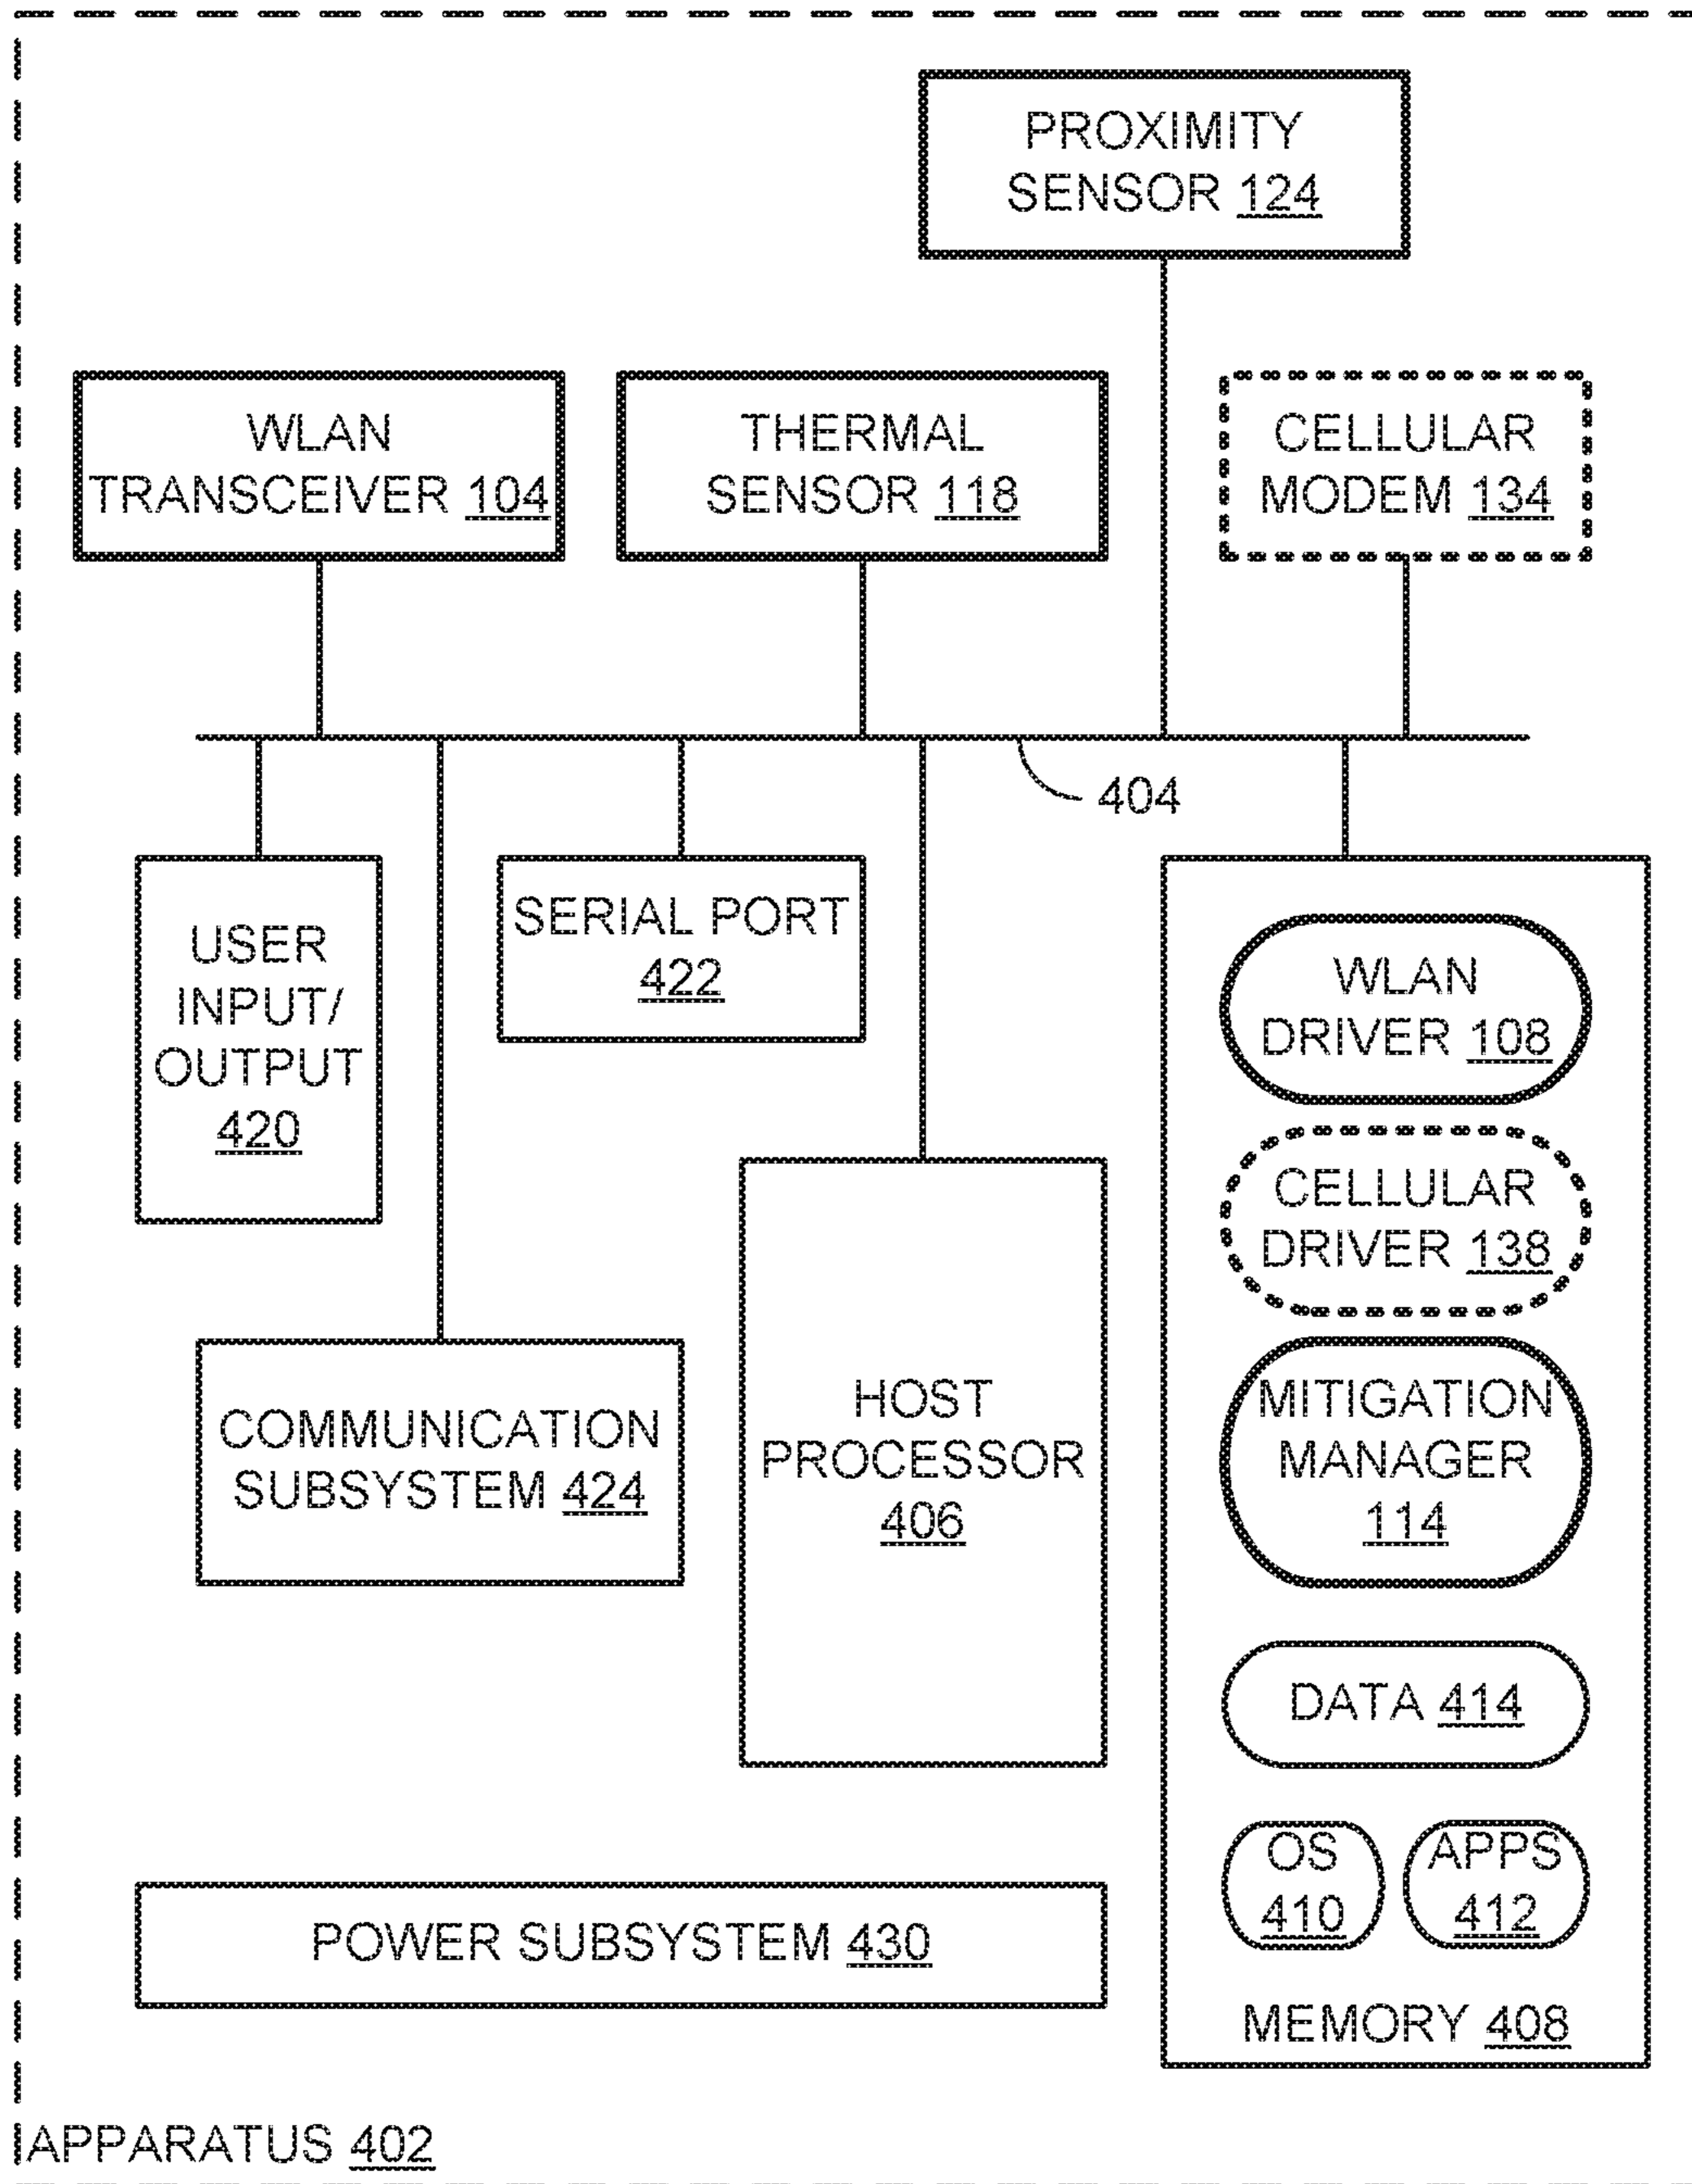 PROXIMITY
SENSOR 124
WLAN
TRANSCEIVER 104
THERMAL
SENSOR 118
CELLULAR
MODEM 134
404
USER
INPUT/
OUTPUT
420
SERIAL PORT
422
COMMUNICATION
SUBSYSTEM 424
HOST
PROCESSOR
406
WLAN
DRIVER 108
CELLULAR
DRIVER 138
MITIGATION
MANAGER
114
DATA 414
OS
410
APPS
412
MEMORY 408
POWER SUBSYSTEM 430
APPARATUS 402